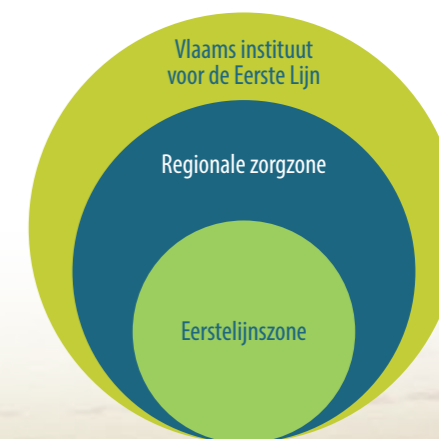 Vlaams instituut
voor de Eerste Lijn
Regionale zorgzone
Eerstelijnszone